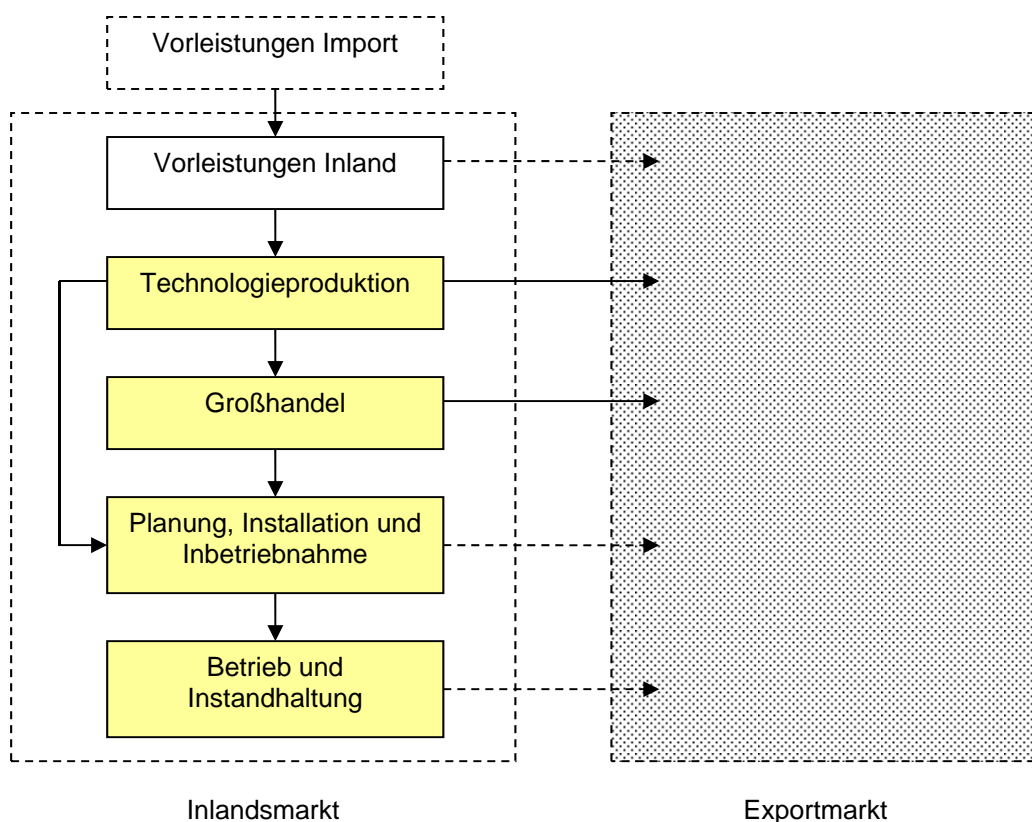 Vorleistungen Import
Vorleistungen Inland
Technologieproduktion
Großhandel
Planung, Installation und
Inbetriebnahme
Betrieb und
Instandhaltung
Inlandsmarkt
Exportmarkt